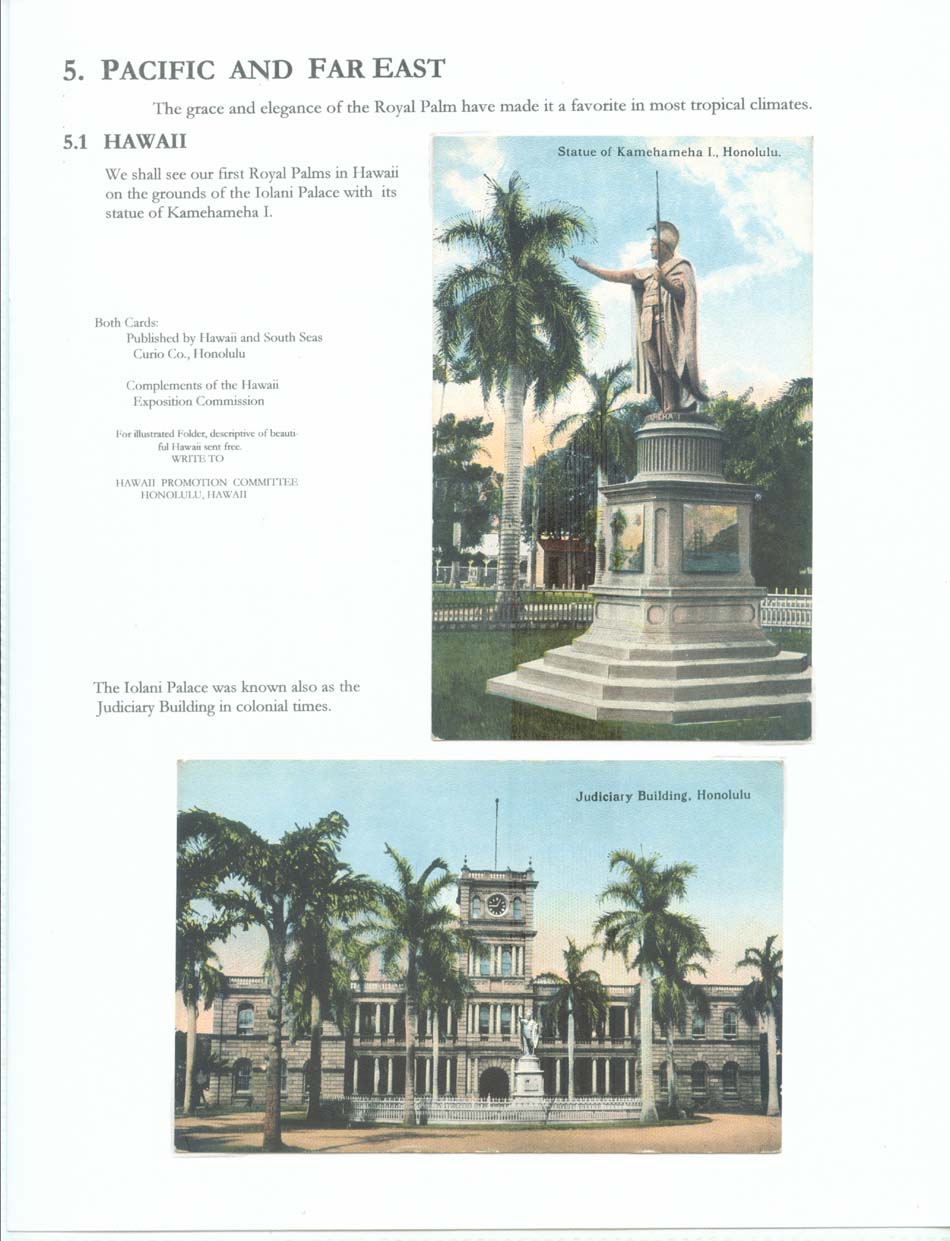 5. PACIFIC AND FAR EAST
The grace and elegance of the Royal Palm have made it a favorite in most tropical climates.
5.1 HAWAII
We shall see our first Royal Palms in Hawaii
on the grounds of the Iolani Palace with its
statue of Kamehameha I.
Statue of Kamehameha I., Honolulu.
Both Cards:
Published by Hawaii and South Seas
Curio Co., Honolulu
Complements of the Hawaii
Exposition Commission
For illustrated Folder, descriptive of beauti-
ful Hawaii sent free.
WRITE TO
HAWAII PROMOTION COMMITTEE
HONOLULU, HAWAII
The Iolani Palace was known also as the
Judiciary Building in colonial times.
Judiciary Building, Honolulu